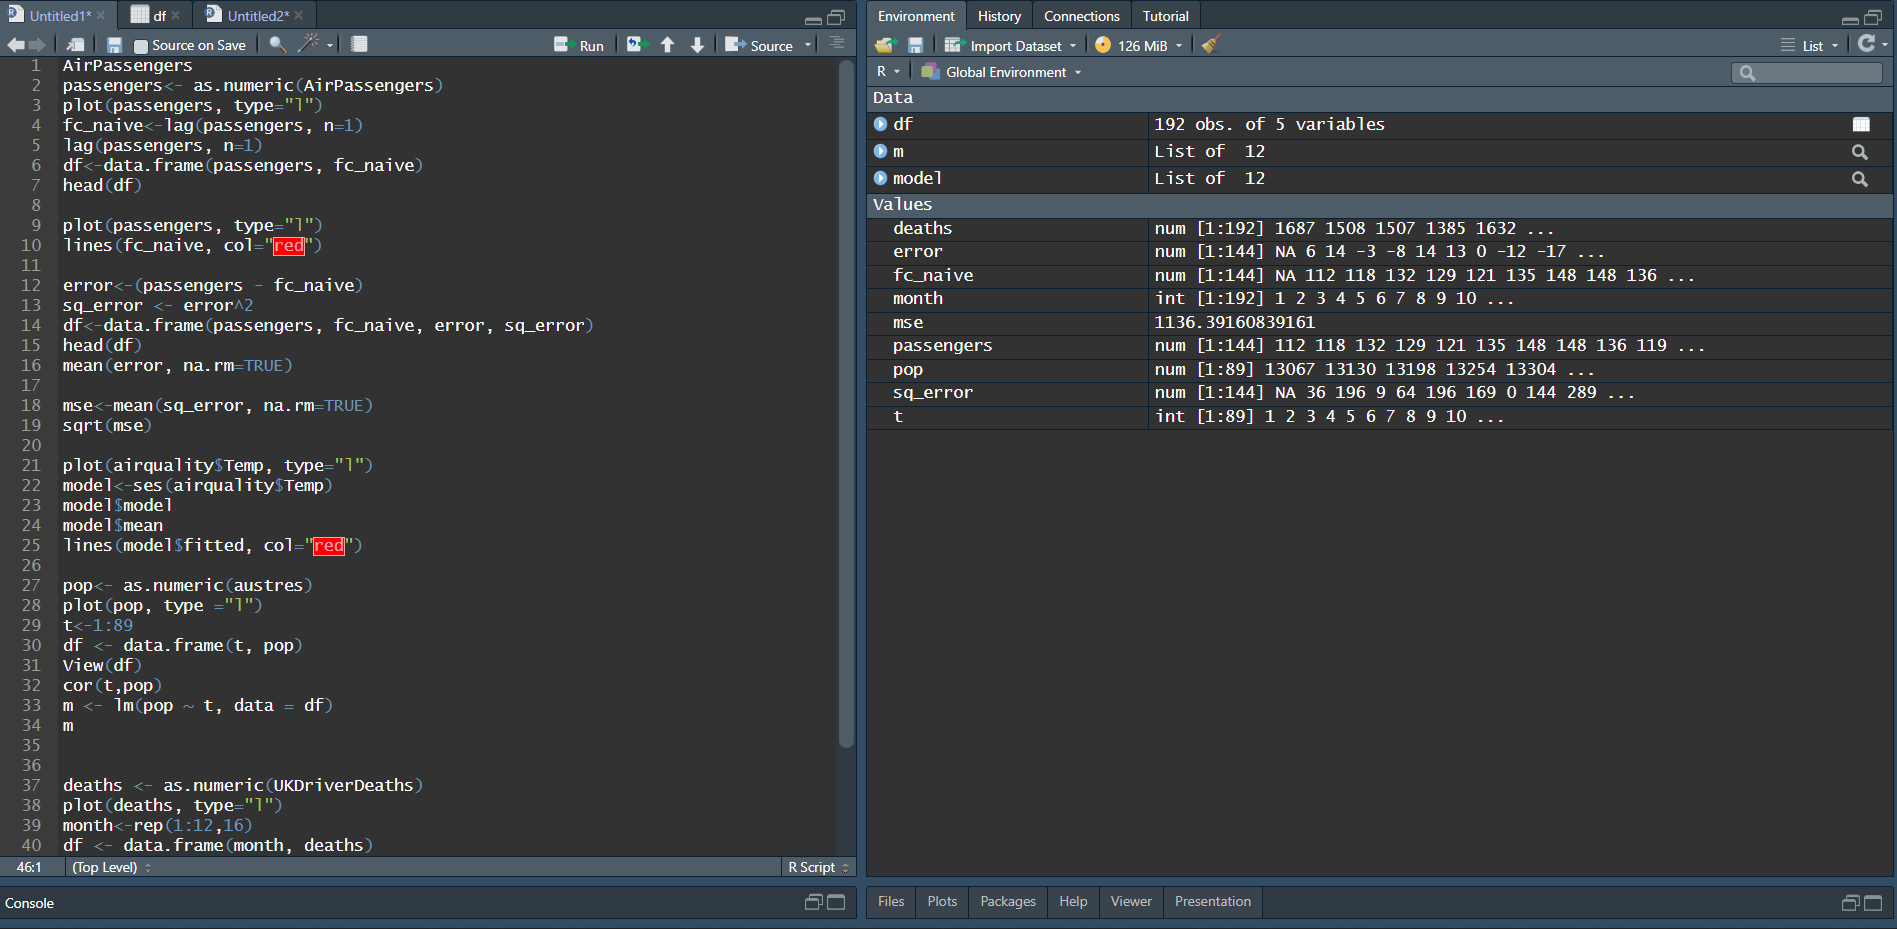 Untitled1* df Untitled2*
Source on Save Run Source
1 AirPassengers
2 passengers<- as.numeric(AirPassengers)
3 plot(passengers, type="l")
4 fc_naive<-lag(passengers, n=1)
5 lag(passengers, n=1)
6 df<-data.frame(passengers, fc_naive)
7 head(df)
8
9 plot(passengers, type="l")
10 lines(fc_naive, col="red")
11
12 error<-(passengers - fc_naive)
13 sq_error <- error^2
14 df<-data.frame(passengers, fc_naive, error, sq_error)
15 head(df)
16 mean(error, na.rm=TRUE)
17
18 mse<-mean(sq_error, na.rm=TRUE)
19 sqrt(mse)
20
21 plot(airquality$Temp, type="l")
22 model<-ses(airquality$Temp)
23 model$model
24 model$mean
25 lines(model$fitted, col="red")
26
27 pop<- as.numeric(austres)
28 plot(pop, type ="l")
29 t<-1:89
30 df <- data.frame(t, pop)
31 View(df)
32 cor(t,pop)
33 m <- lm(pop ~ t, data = df)
34 m
35
36
37 deaths <- as.numeric(UKDriverDeaths)
38 plot(deaths, type="l")
39 month<-rep(1:12,16)
40 df <- data.frame(month, deaths)
46:1 (Top Level) R Script
Console
Environment History Connections Tutorial
Import Dataset 126 MiB List
R Global Environment
Data
df 192 obs. of 5 variables
m List of 12
model List of 12
Values
deaths num [1:192] 1687 1508 1507 1385 1632 ...
error num [1:144] NA 6 14 -3 -8 14 13 0 -12 -17 ...
fc_naive num [1:144] NA 112 118 132 129 121 135 148 148 136 ...
month int [1:192] 1 2 3 4 5 6 7 8 9 10 ...
mse 1136.39160839161
passengers num [1:144] 112 118 132 129 121 135 148 148 136 119 ...
pop num [1:89] 13067 13130 13198 13254 13304 ...
sq_error num [1:144] NA 36 196 9 64 196 169 0 144 289 ...
t int [1:89] 1 2 3 4 5 6 7 8 9 10 ...
Files Plots Packages Help Viewer Presentation